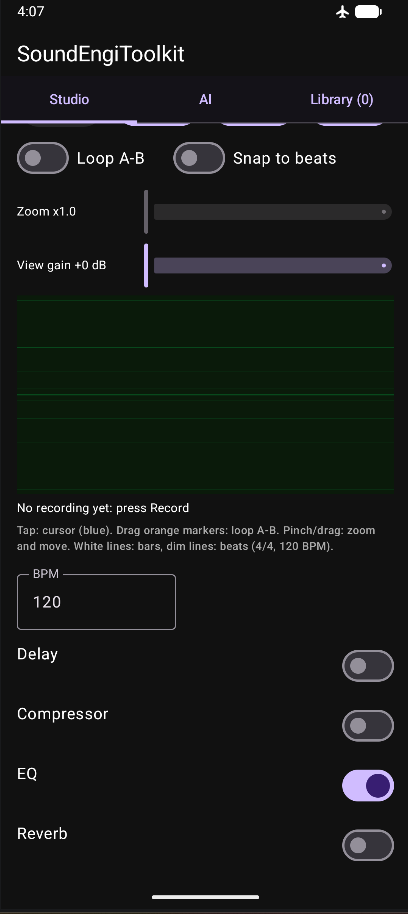 4:07
SoundEngiToolkit
Studio
AI
Library (0)
Loop A-B
Snap to beats
Zoom x1.0
View gain +0 dB
No recording yet: press Record
Tap: cursor (blue). Drag orange markers: loop A-B. Pinch/drag: zoom
and move. White lines: bars, dim lines: beats (4/4, 120 BPM).
BPM
120
Delay
Compressor
EQ
Reverb